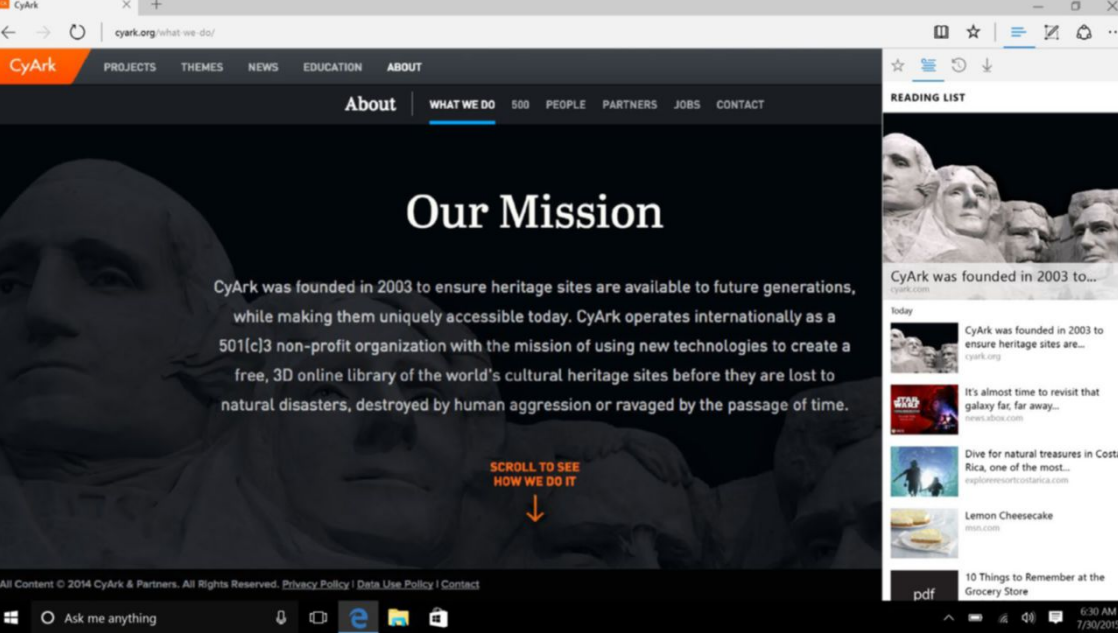 CyArk
cyark.org/what-we-do/
CyArk
PROJECTS THEMES NEWS EDUCATION ABOUT
About WHAT WE DO 500 PEOPLE PARTNERS JOBS CONTACT
Our Mission
CyArk was founded in 2003 to ensure heritage sites are available to future generations,
while making them uniquely accessible today. CyArk operates internationally as a
501(c)3 non-profit organization with the mission of using new technologies to create a
free, 3D online library of the world's cultural heritage sites before they are lost to
natural disasters, destroyed by human aggression or ravaged by the passage of time.
SCROLL TO SEE
HOW WE DO IT
All Content © 2014 CyArk & Partners. All Rights Reserved. Privacy Policy | Data Use Policy | Contact
READING LIST
CyArk was founded in 2003 to...
cyark.com
Today
CyArk was founded in 2003 to
ensure heritage sites are...
cyark.org
STAR
WARS
It's almost time to revisit that
galaxy far, far away...
news.xbox.com
Dive for natural treasures in Costa
Rica, one of the most...
exploreresortcostarica.com
Lemon Cheesecake
msn.com
pdf
10 Things to Remember at the
Grocery Store
Ask me anything
6:30 AM
7/30/2015